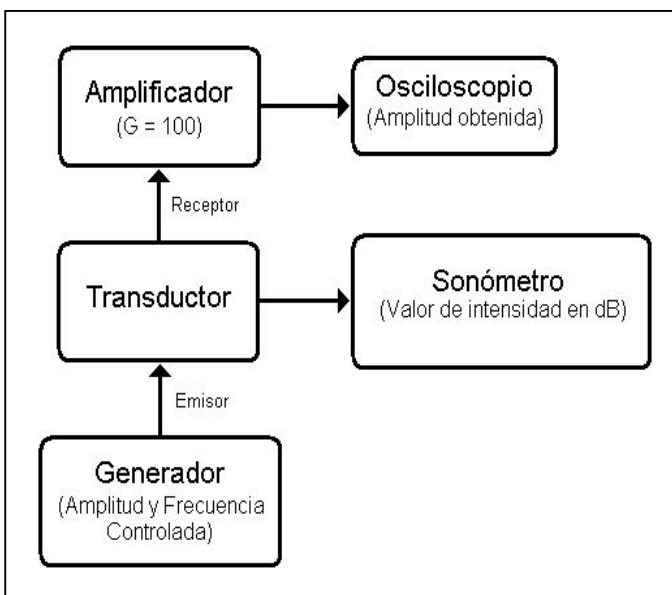 Amplificador
(G = 100)
Osciloscopio
(Amplitud obtenida)
Receptor
Transductor
Sonómetro
(Valor de intensidad en dB)
Emisor
Generador
(Amplitud y Frecuencia
Controlada)